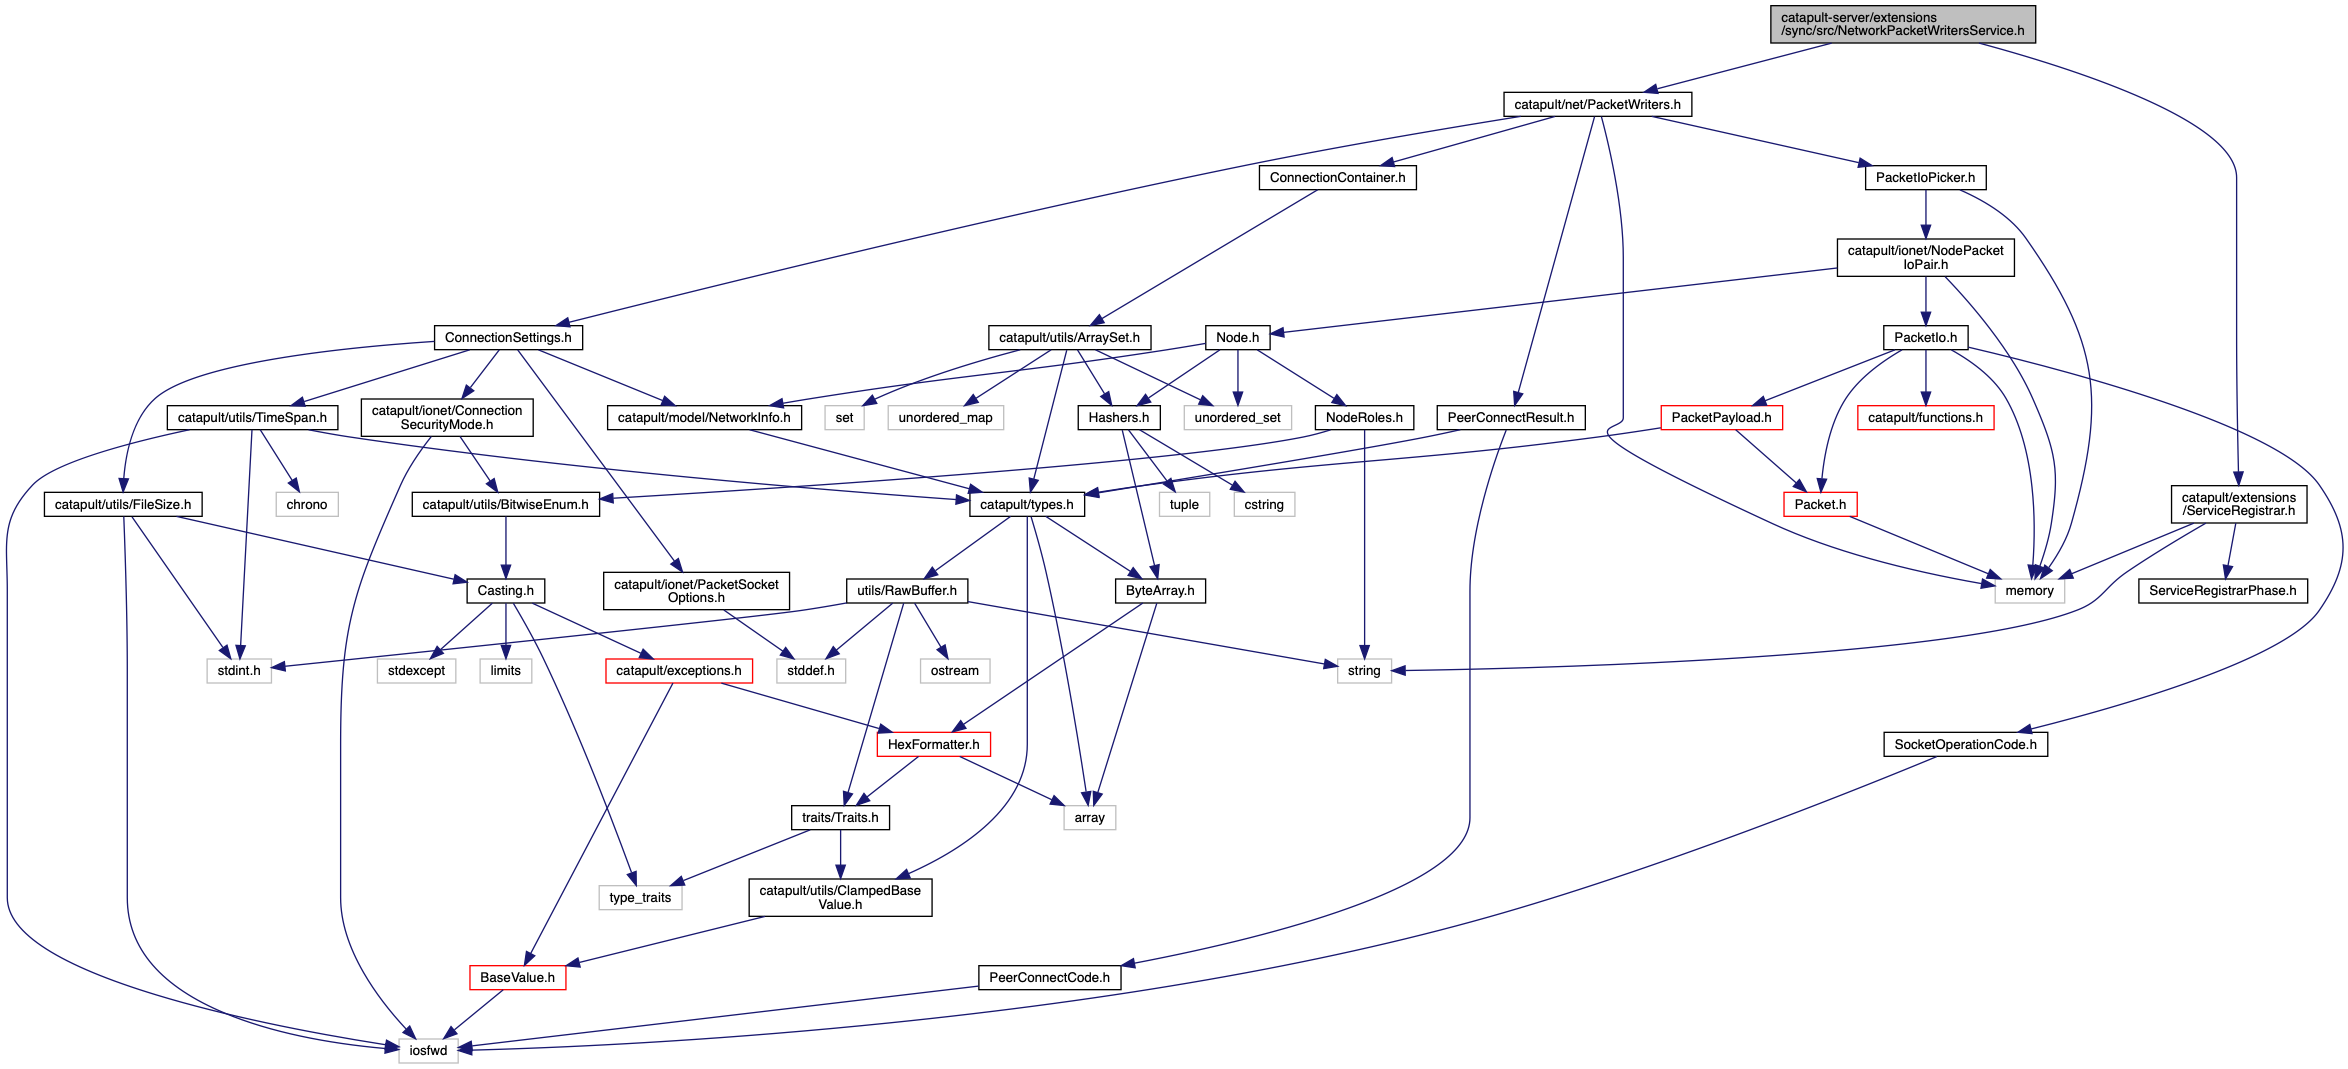 catapult-server/extensions
/sync/src/NetworkPacketWritersService.h
catapult/net/PacketWriters.h
ConnectionContainer.h
PacketIoPicker.h
catapult/ionet/NodePacket
IoPair.h
ConnectionSettings.h
catapult/utils/ArraySet.h
Node.h
PacketIo.h
catapult/utils/TimeSpan.h
catapult/ionet/Connection
SecurityMode.h
catapult/model/NetworkInfo.h
set
unordered_map
Hashers.h
unordered_set
NodeRoles.h
PeerConnectResult.h
PacketPayload.h
catapult/functions.h
catapult/utils/FileSize.h
chrono
catapult/utils/BitwiseEnum.h
catapult/types.h
tuple
cstring
Packet.h
catapult/extensions
/ServiceRegistrar.h
Casting.h
catapult/ionet/PacketSocket
Options.h
utils/RawBuffer.h
ByteArray.h
memory
ServiceRegistrarPhase.h
stdint.h
stdexcept
limits
catapult/exceptions.h
stddef.h
ostream
string
HexFormatter.h
SocketOperationCode.h
traits/Traits.h
array
type_traits
catapult/utils/ClampedBase
Value.h
BaseValue.h
PeerConnectCode.h
iosfwd